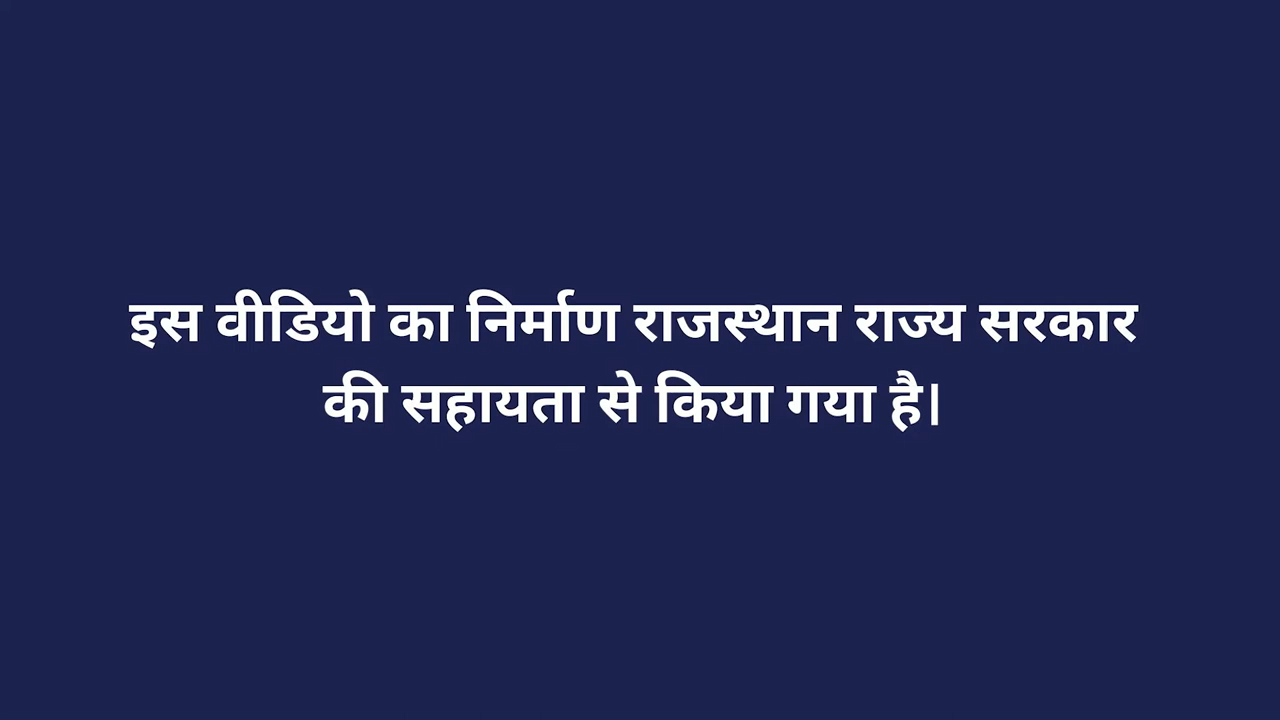 इस वीडियो का निर्माण राजस्थान राज्य सरकार
की सहायता से किया गया है।